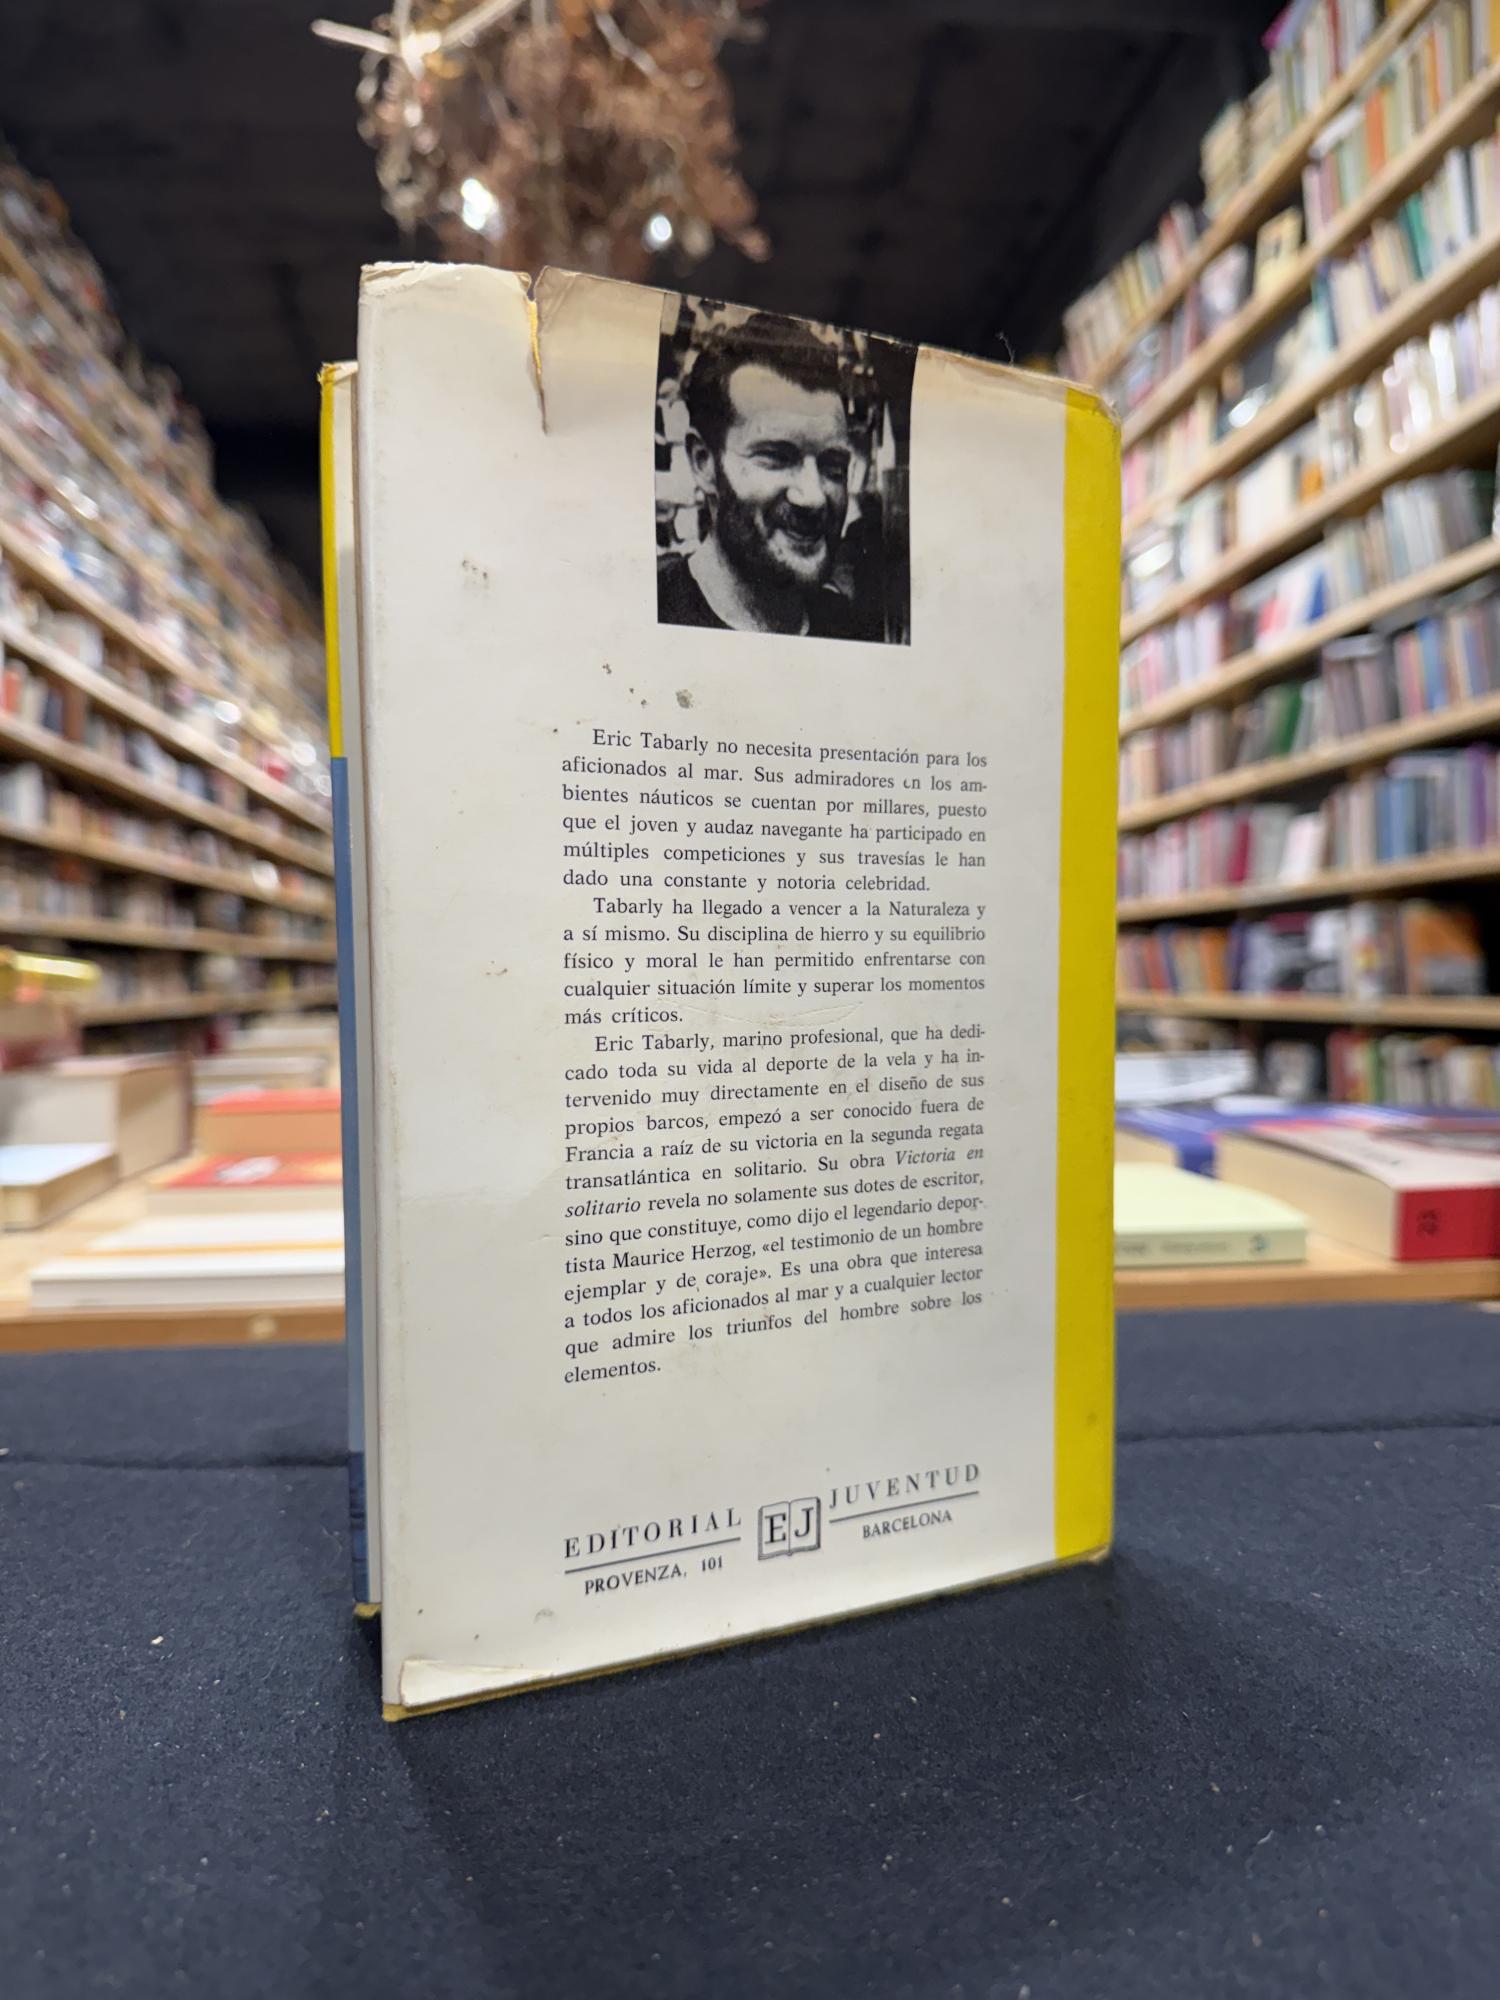 Eric Tabarly no necesita presentación para los
aficionados al mar. Sus admiradores en los am-
bientes náuticos se cuentan por millares, puesto
que el joven y audaz navegante ha participado en
múltiples competiciones y sus travesías le han
dado una constante y notoria celebridad.
Tabarly ha llegado a vencer a la Naturaleza y
a sí mismo. Su disciplina de hierro y su equilibrio
físico y moral le han permitido enfrentarse con
cualquier situación límite y superar los momentos
más críticos.
Eric Tabarly, marino profesional, que ha dedi-
cado toda su vida al deporte de la vela y ha in-
tervenido muy directamente en el diseño de sus
propios barcos, empezó a ser conocido fuera de
Francia a raíz de su victoria en la segunda regata
transatlántica en solitario. Su obra Victoria en
solitario revela no solamente sus dotes de escritor,
sino que constituye, como dijo el legendario depor-
tista Maurice Herzog, «el testimonio de un hombre
ejemplar y de coraje». Es una obra que interesa
a todos los aficionados al mar y a cualquier lector
que admire los triunfos del hombre sobre los
elementos.
EDITORIAL EJ JUVENTUD
PROVENZA, 101 BARCELONA